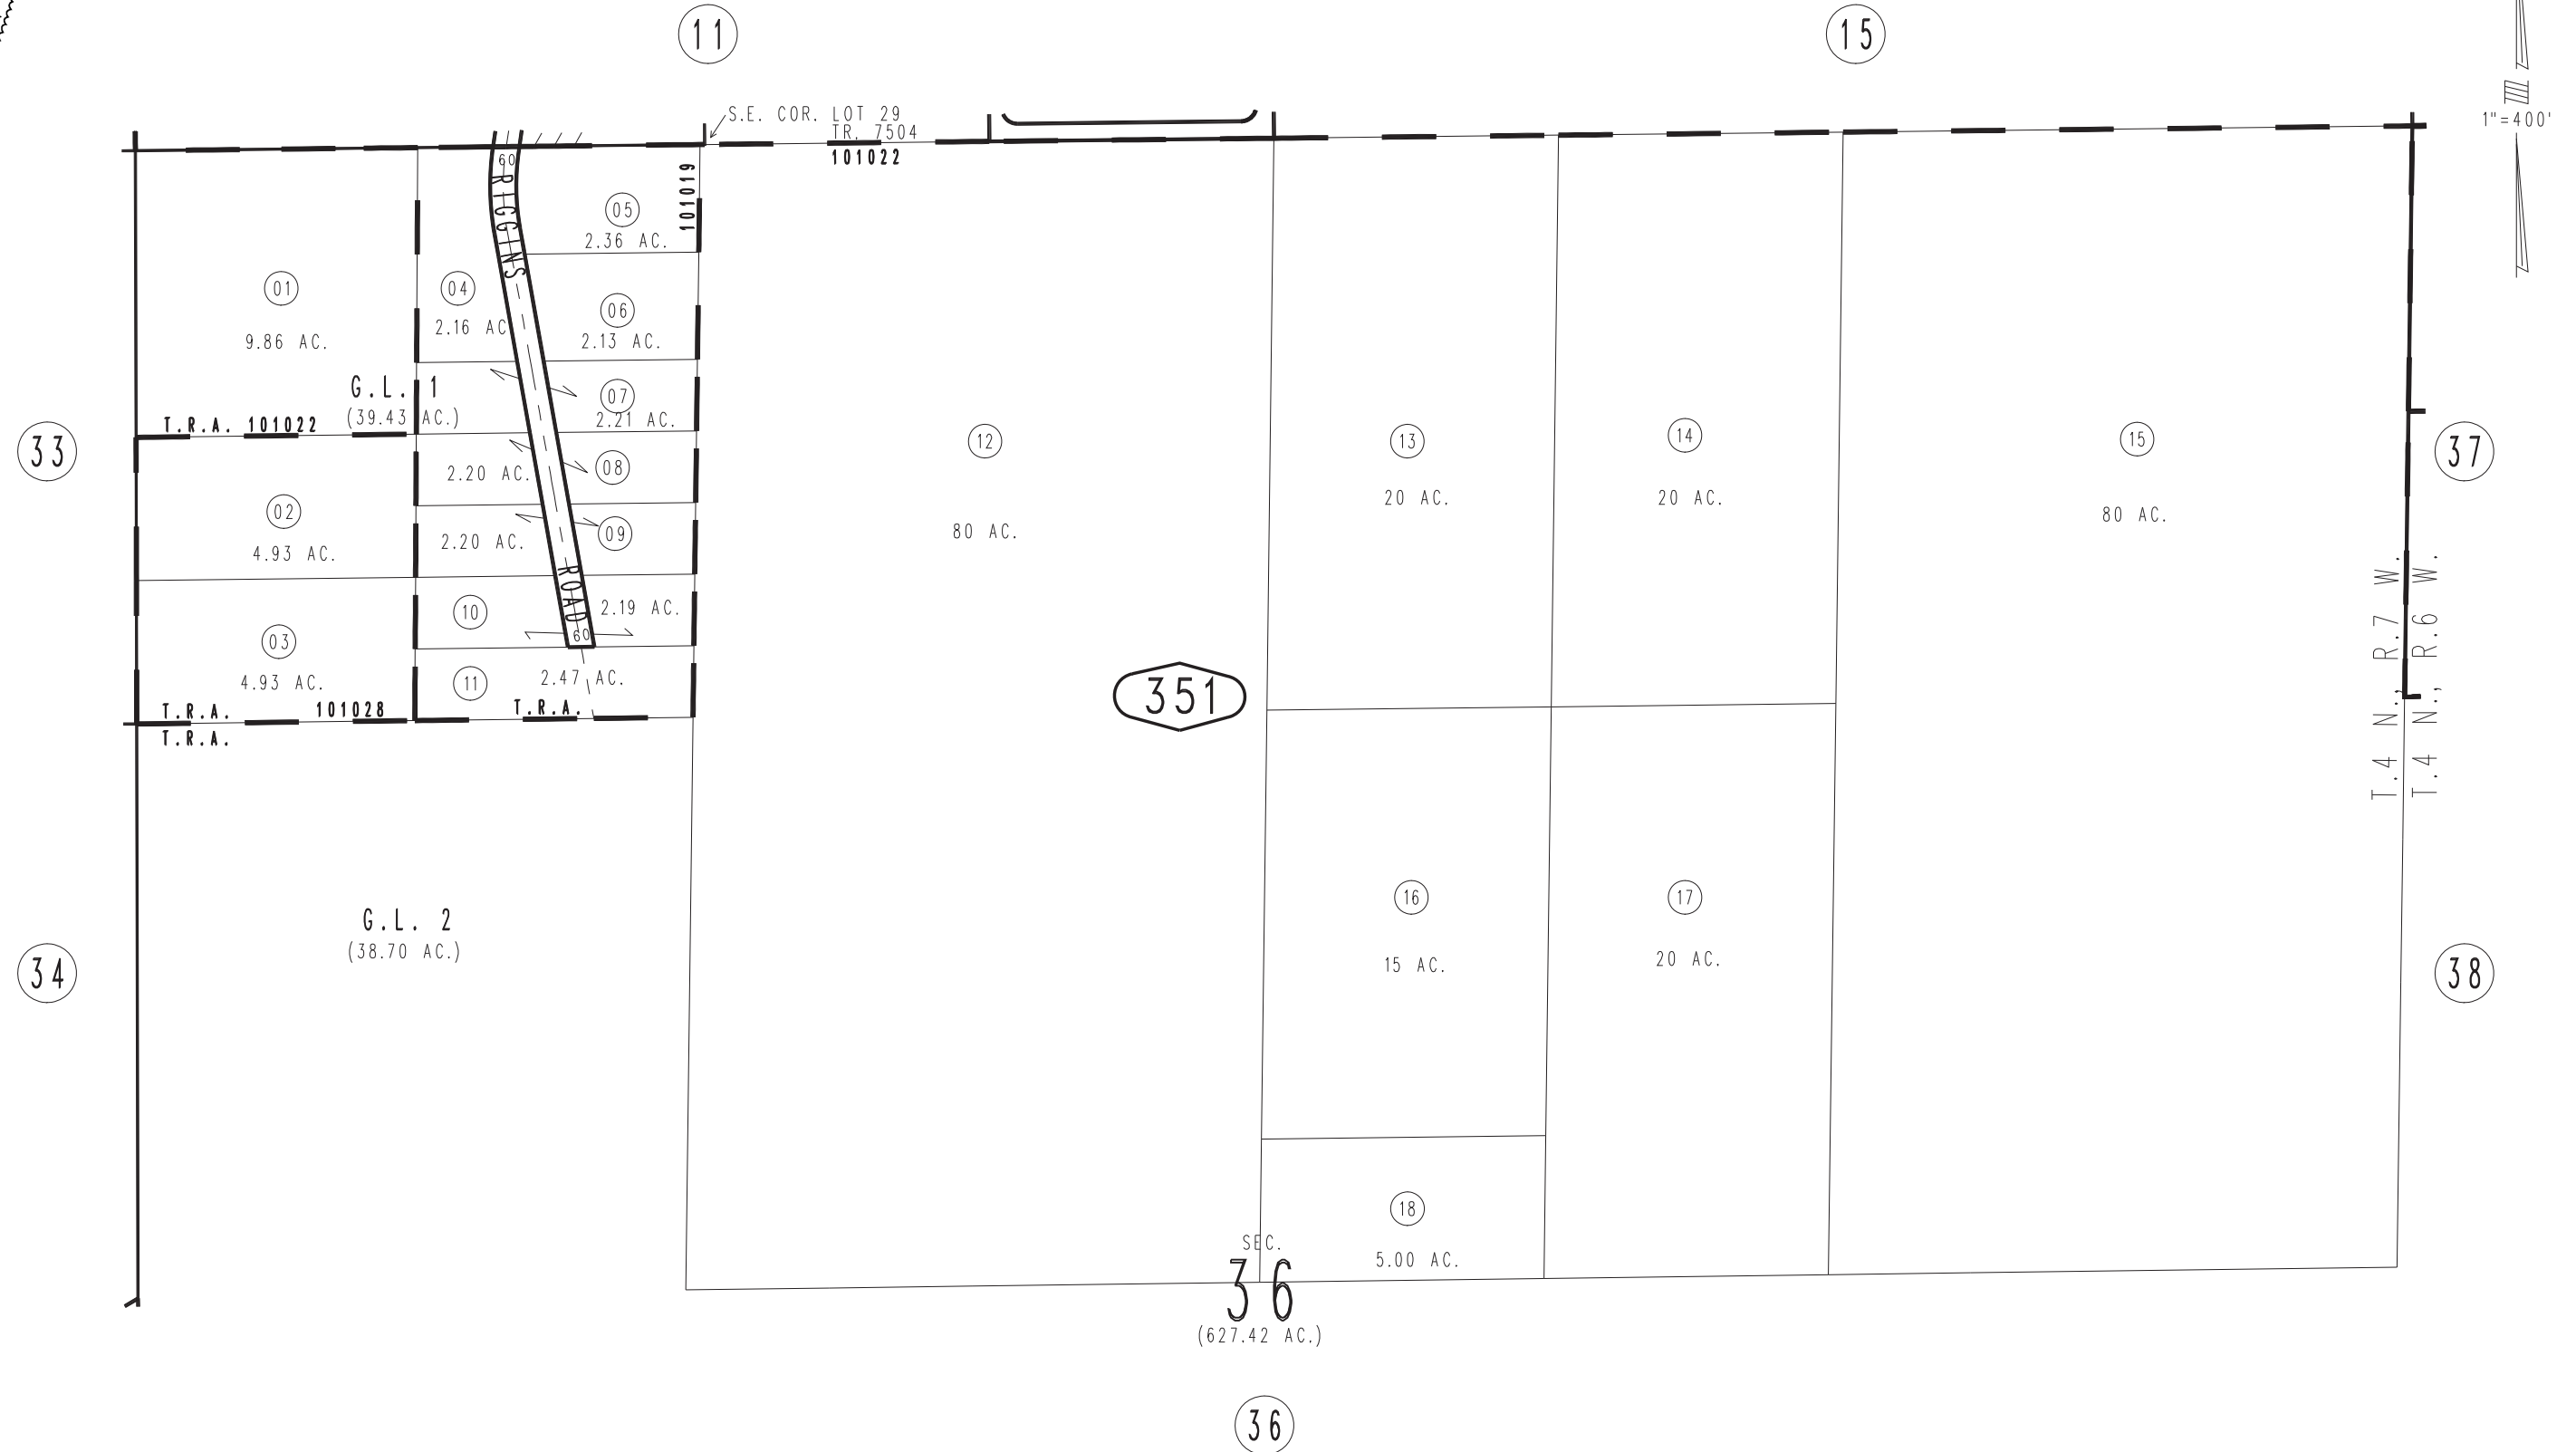 11
15
S.E. COR. LOT 29
TR. 7504
101022
1"=400'
60
RIGGINS
101019
05
2.36 AC.
01
9.86 AC.
04
2.16 AC
06
2.13 AC.
G.L. 1
(39.43 AC.)
07
2.21 AC.
T.R.A. 101022
33
12
80 AC.
13
20 AC.
14
20 AC.
15
80 AC.
37
2.20 AC.
08
02
4.93 AC.
2.20 AC.
09
ROAD
10
2.19 AC.
60
03
4.93 AC.
11
2.47 AC.
T.R.A. 101028
T.R.A.
T.R.A.
351
T.4 N., R.7 W.
T.4 N., R.6 W.
G.L. 2
(38.70 AC.)
34
16
15 AC.
17
20 AC.
38
18
5.00 AC.
SEC.
36
(627.42 AC.)
36